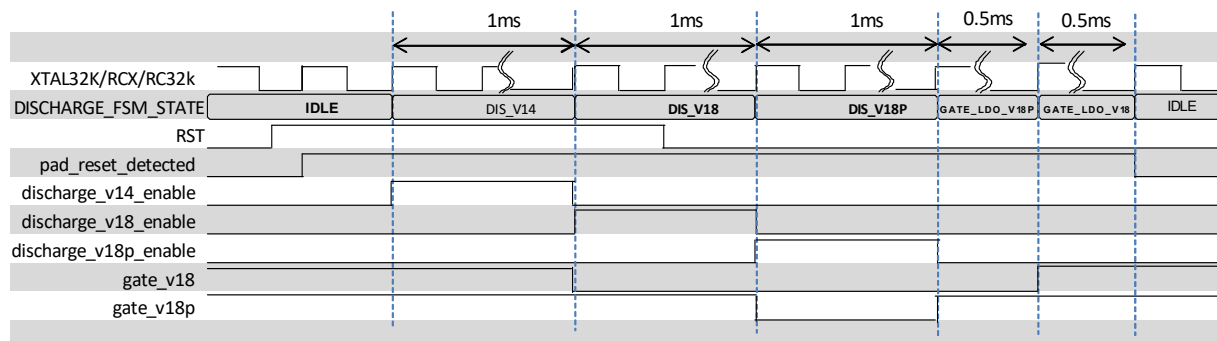 1ms 1ms 1ms 0.5ms 0.5ms
XTAL32K/RCX/RC32k
DISCHARGE_FSM_STATE IDLE DIS_V14 DIS_V18 DIS_V18P GATE_LDO_V18P GATE_LDO_V18 IDLE
RST
pad_reset_detected
discharge_v14_enable
discharge_v18_enable
discharge_v18p_enable
gate_v18
gate_v18p